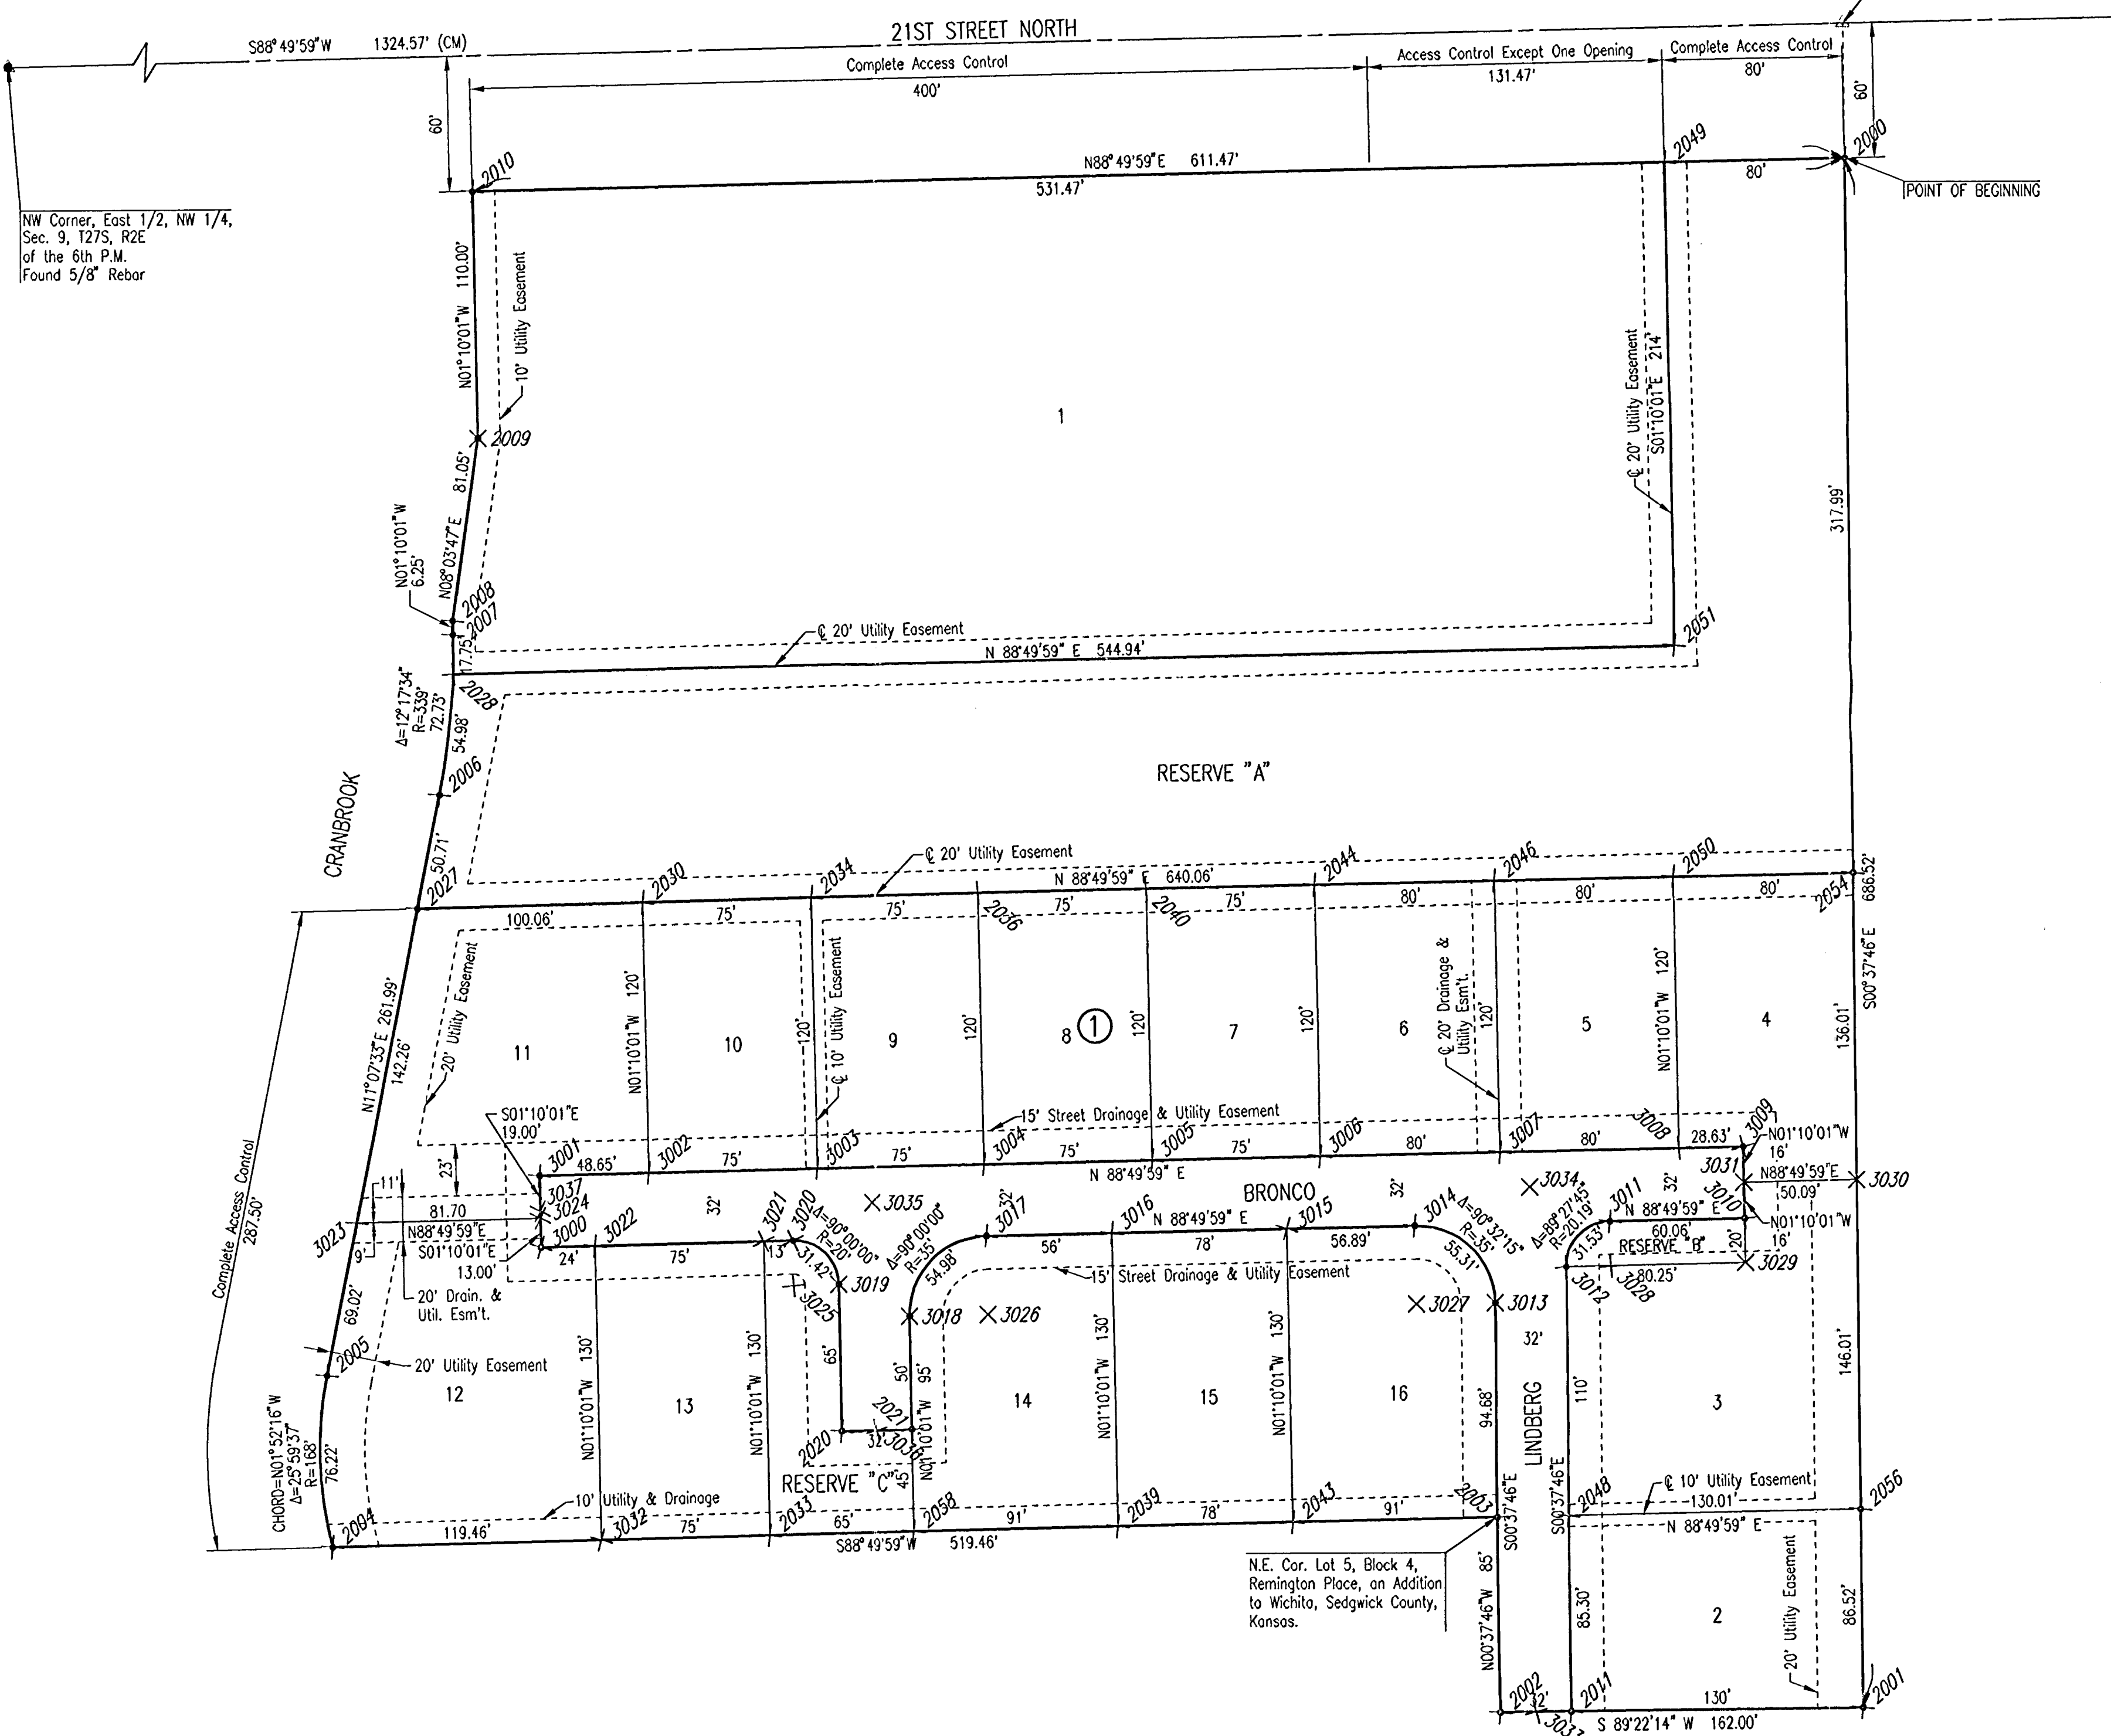 21ST STREET NORTH
S88°49'59"W 1324.57' (CM)
Complete Access Control
400'
Access Control Except One Opening
131.47'
Complete Access Control
80'
60'
60'
2010
N88°49'59"E 611.47'
531.47'
2049
80'
2000
POINT OF BEGINNING
NW Corner, East 1/2, NW 1/4,
Sec. 9, T27S, R2E
of the 6th P.M.
Found 5/8" Rebar
N01°10'01"W 110.00'
10' Utility Easement
1
℄ 20' Utility Easement
S01°10'01"E 214'
317.99'
2009
81.05'
N08°03'47"E
N01°10'01"W
6.25'
2008
2007
17.75'
℄ 20' Utility Easement
N 88°49'59" E 544.94'
2051
2028
Δ=12°17'34"
R=339'
72.73'
54.98'
2006
CRANBROOK
RESERVE "A"
50.71'
2027
2030
2034
℄ 20' Utility Easement
N 88°49'59" E 640.06'
2044
2046
2050
2054
686.52'
S00°37'46"E
100.06'
75'
75'
2036
75'
2040
75'
80'
80'
80'
20' Utility Easement
N11°07'33"E 261.99'
142.26'
11
N01°10'01"W 120'
10
120'
℄ 10' Utility Easement
9
120'
8
1
120'
7
120'
6
℄ 20' Drainage &
Utility Esm't.
120'
5
N01°10'01"W 120'
4
136.01'
Complete Access Control
287.50'
S01°10'01"E
19.00'
15' Street Drainage & Utility Easement
23'
3001
48.65'
3002
75'
3003
75'
3004
75'
3005
75'
3006
80'
3007
80'
3008
28.63'
3009
N 88°49'59" E
N01°10'01"W
16'
11'
3037
3024
3000
81.70
3023
N88°49'59"E
9'
S01°10'01"E
13.00'
24'
3022
75'
32'
3021
13'
3020
3035
Δ=90°00'00"
R=20'
31.42'
3019
3025
Δ=90°00'00"
R=35'
54.98'
32'
3017
3016
BRONCO
N 88°49'59" E
3015
32'
3014
3034
56'
78'
56.89'
Δ=90°32'15"
R=35'
55.31'
Δ=89°27'45"
R=20.19'
31.53'
3011
32'
3031
3010
N88°49'59"E
50.09'
3030
N 88°49'59" E
60.06'
N01°10'01"W
16'
RESERVE "B"
20'
3029
80.25'
3028
3012
15' Street Drainage & Utility Easement
3018
3026
3027
3013
20' Drain. &
Util. Esm't.
69.02'
2005
20' Utility Easement
12
N01°10'01"W 130'
13
N01°10'01"W 130'
65'
50'
N01°10'01"W 95'
2020
32'
2021
3036
RESERVE "C"
45'
14
N01°10'01"W 130'
15
N01°10'01"W 130'
16
94.68'
32'
LINDBERG
110'
3
146.01'
CHORD=N01°52'16"W
Δ=25°59'37"
R=168'
76.22'
2004
10' Utility & Drainage
119.46'
3032
75'
2033
65'
2058
91'
2039
78'
2043
91'
2003
S88°49'59"W 519.46'
S00°37'46"E
S00°37'46"E
2048
℄ 10' Utility Easement
130.01'
N 88°49'59" E
2056
N.E. Cor. Lot 5, Block 4,
Remington Place, an Addition
to Wichita, Sedgwick County,
Kansas.
N00°37'46"W 85'
85.30'
2
20' Utility Easement
86.52'
2002
32'
3033
2011
130'
2001
S 89°22'14" W 162.00'